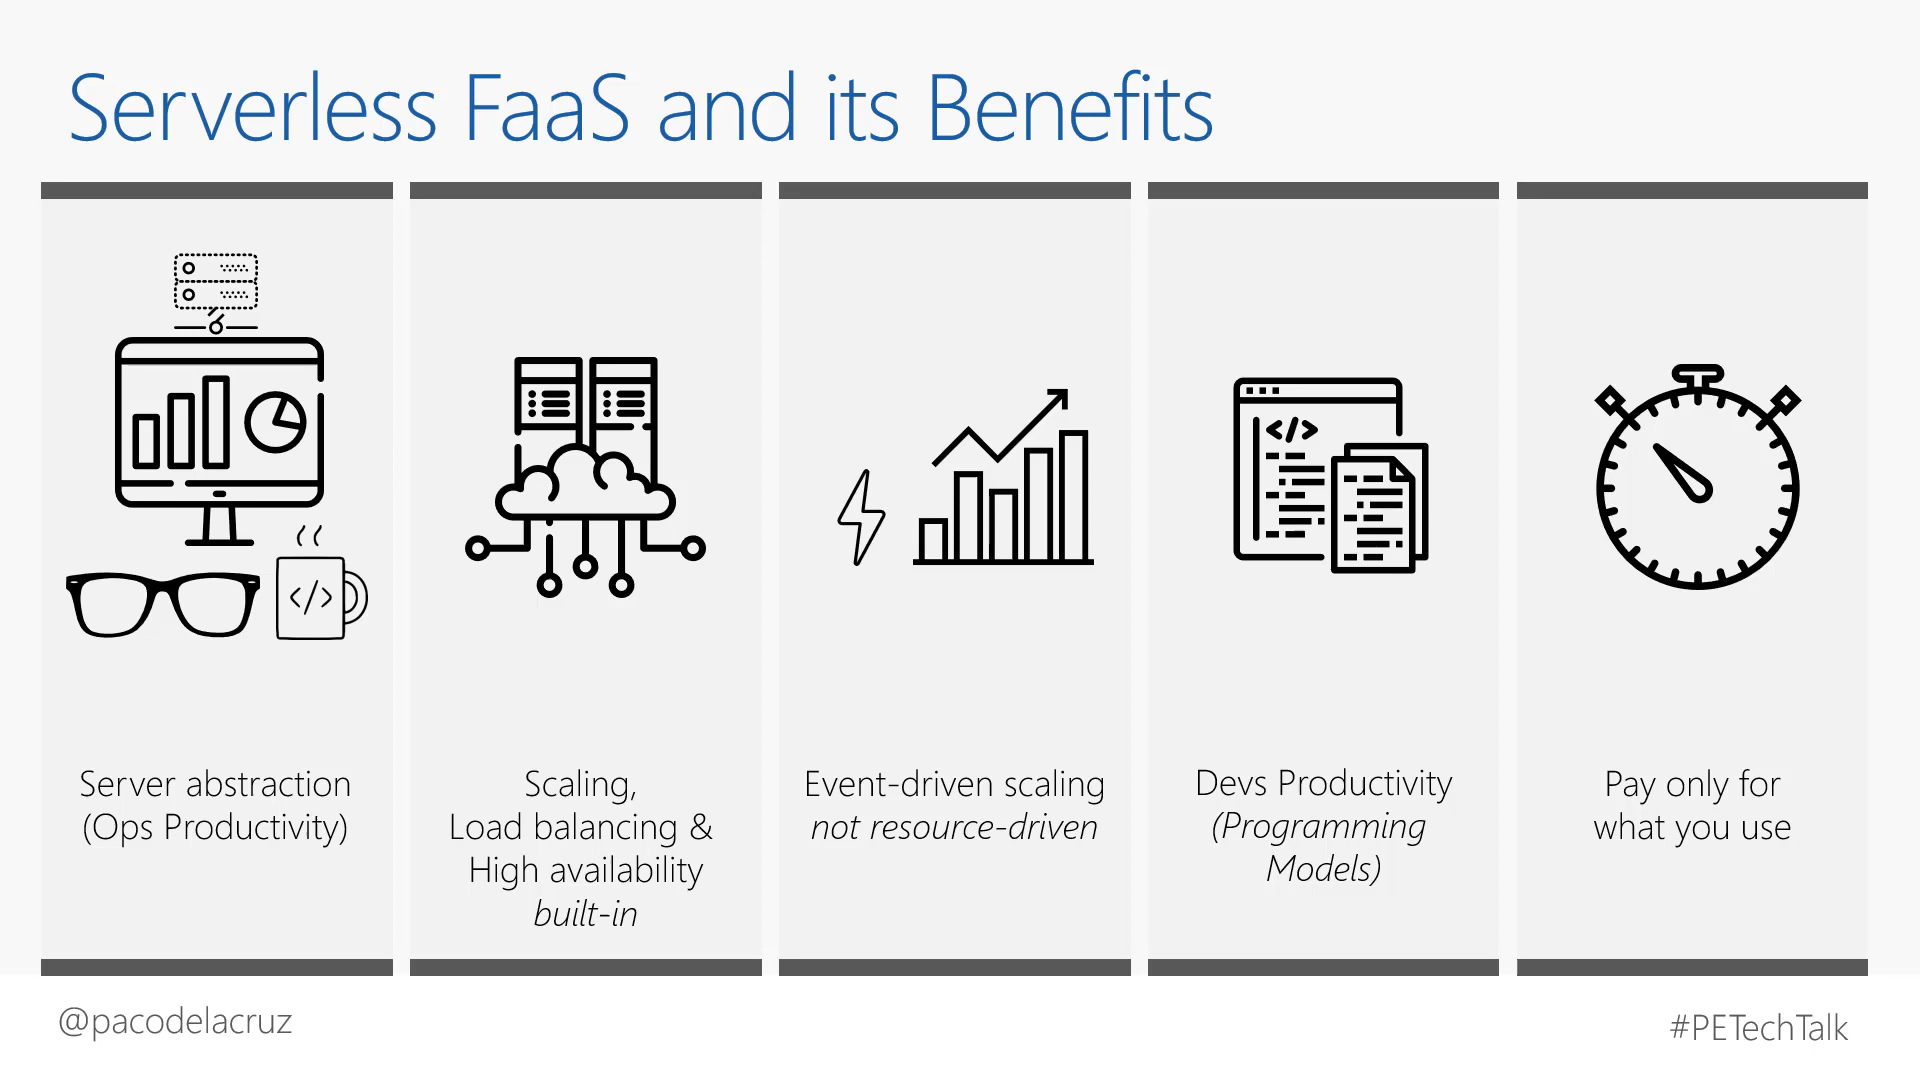 Serverless FaaS and its Benefits
</>
</>
Server abstraction
(Ops Productivity)
Scaling,
Load balancing &
High availability
built-in
Event-driven scaling
not resource-driven
Devs Productivity
(Programming
Models)
Pay only for
what you use
@pacodelacruz
#PETechTalk